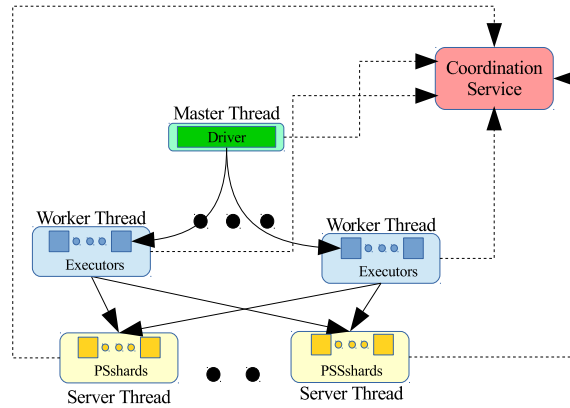 Coordination
Service
Master Thread
Driver
Worker Thread
Executors
Worker Thread
Executors
PSshards
Server Thread
PSSshards
Server Thread